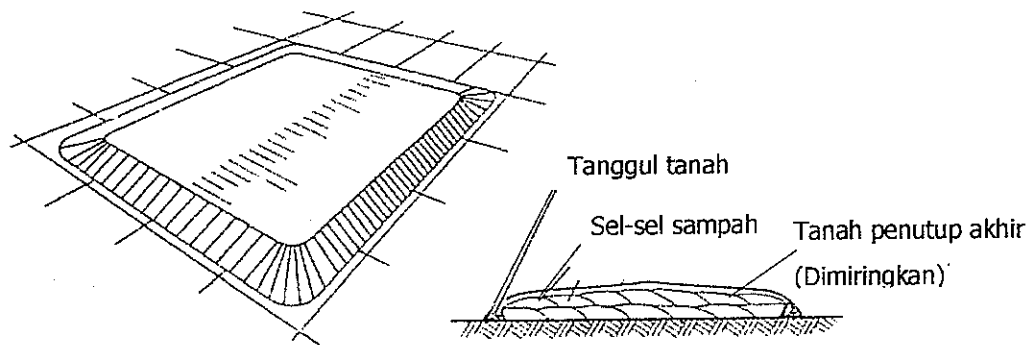 Tanggul tanah
Sel-sel sampah
Tanah penutup akhir
(Dimiringkan)